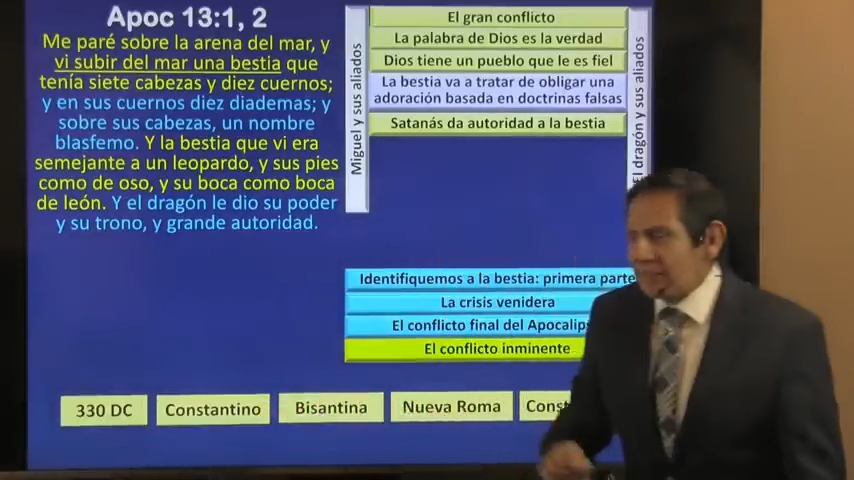 Apoc 13:1, 2
Me paré sobre la arena del mar, y
vi subir del mar una bestia que
tenía siete cabezas y diez cuernos;
y en sus cuernos diez diademas; y
sobre sus cabezas, un nombre
blasfemo. Y la bestia que vi era
semejante a un leopardo, y sus pies
como de oso, y su boca como boca
de león. Y el dragón le dio su poder
y su trono, y grande autoridad.
Miguel y sus aliados
El gran conflicto
La palabra de Dios es la verdad
Dios tiene un pueblo que le es fiel
La bestia va a tratar de obligar una
adoración basada en doctrinas falsas
Satanás da autoridad a la bestia
El dragón y sus aliados
Identifiquemos a la bestia: primera parte
La crisis venidera
El conflicto final del
El conflicto inminente
330 DC
Constantino
Bisantina
Nueva Roma